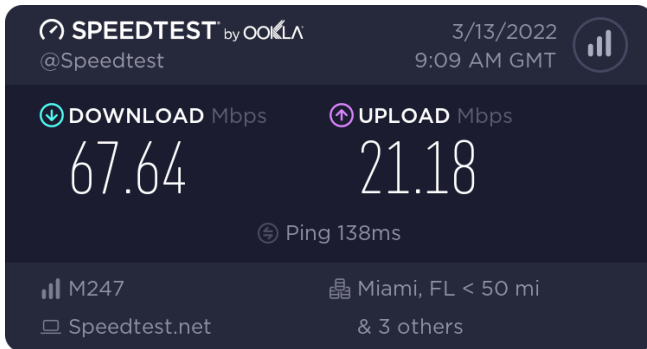 SPEEDTEST® by OOKLA®
3/13/2022
@Speedtest
9:09 AM GMT
DOWNLOAD Mbps
UPLOAD Mbps
67.64
21.18
Ping 138ms
M247
Miami, FL < 50 mi
Speedtest.net
& 3 others